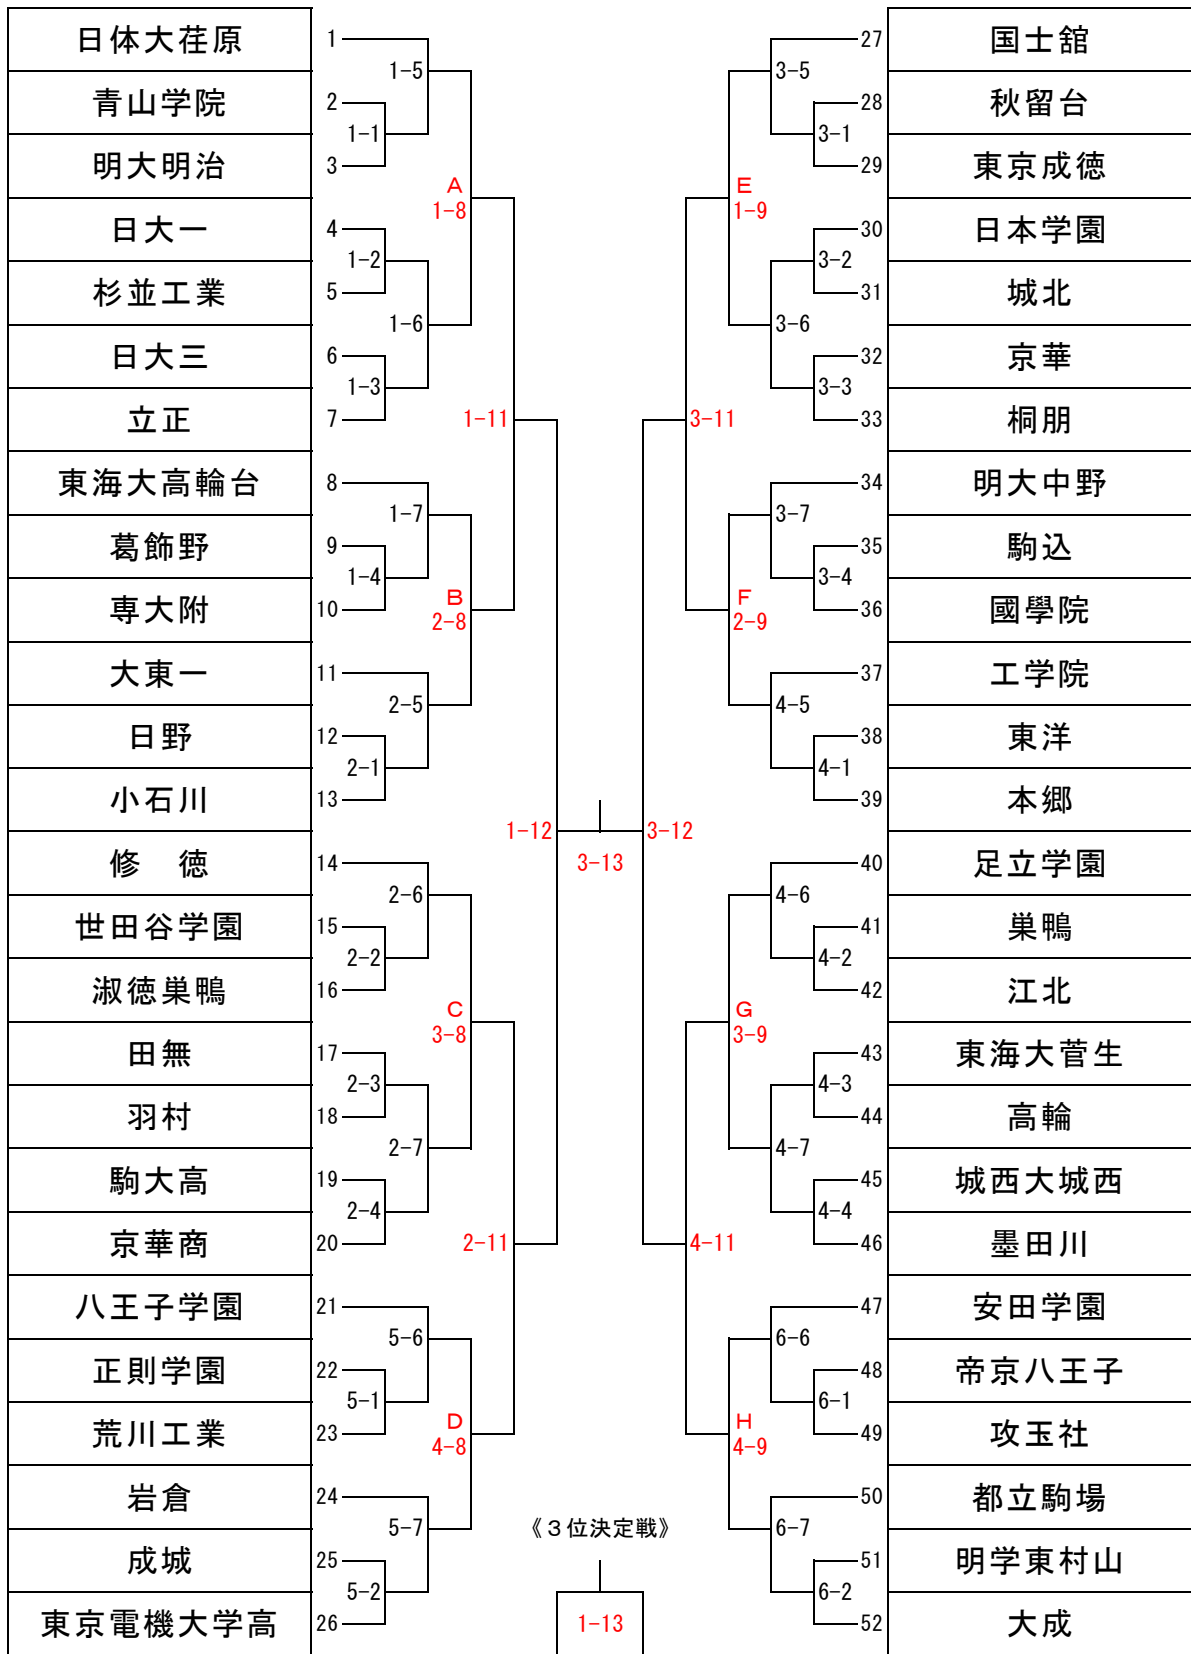 日体大荏原 1 27 国士舘
1-5 3-5
青山学院 2 28 秋留台
1-1 3-1
明大明治 3 29 東京成徳
A E
1-8 1-9
日大一 4 30 日本学園
1-2 3-2
杉並工業 5 31 城北
1-6 3-6
日大三 6 32 京華
1-3 3-3
立正 7 1-11 3-11 33 桐朋
東海大高輪台 8 34 明大中野
1-7 3-7
葛飾野 9 35 駒込
1-4 3-4
専大附 10 B F 36 國學院
2-8 2-9
大東一 11 37 工学院
2-5 4-5
日野 12 38 東洋
2-1 4-1
小石川 13 39 本郷
1-12 3-12
修　徳 14 3-13 40 足立学園
2-6 4-6
世田谷学園 15 41 巣鴨
2-2 4-2
淑徳巣鴨 16 42 江北
C G
3-8 3-9
田無 17 43 東海大菅生
2-3 4-3
羽村 18 44 高輪
2-7 4-7
駒大高 19 45 城西大城西
2-4 4-4
京華商 20 2-11 4-11 46 墨田川
八王子学園 21 47 安田学園
5-6 6-6
正則学園 22 48 帝京八王子
5-1 6-1
荒川工業 23 D H 49 攻玉社
4-8 4-9
岩倉 24 50 都立駒場
5-7 《３位決定戦》 6-7
成城 25 51 明学東村山
5-2 6-2
東京電機大学高 26 1-13 52 大成